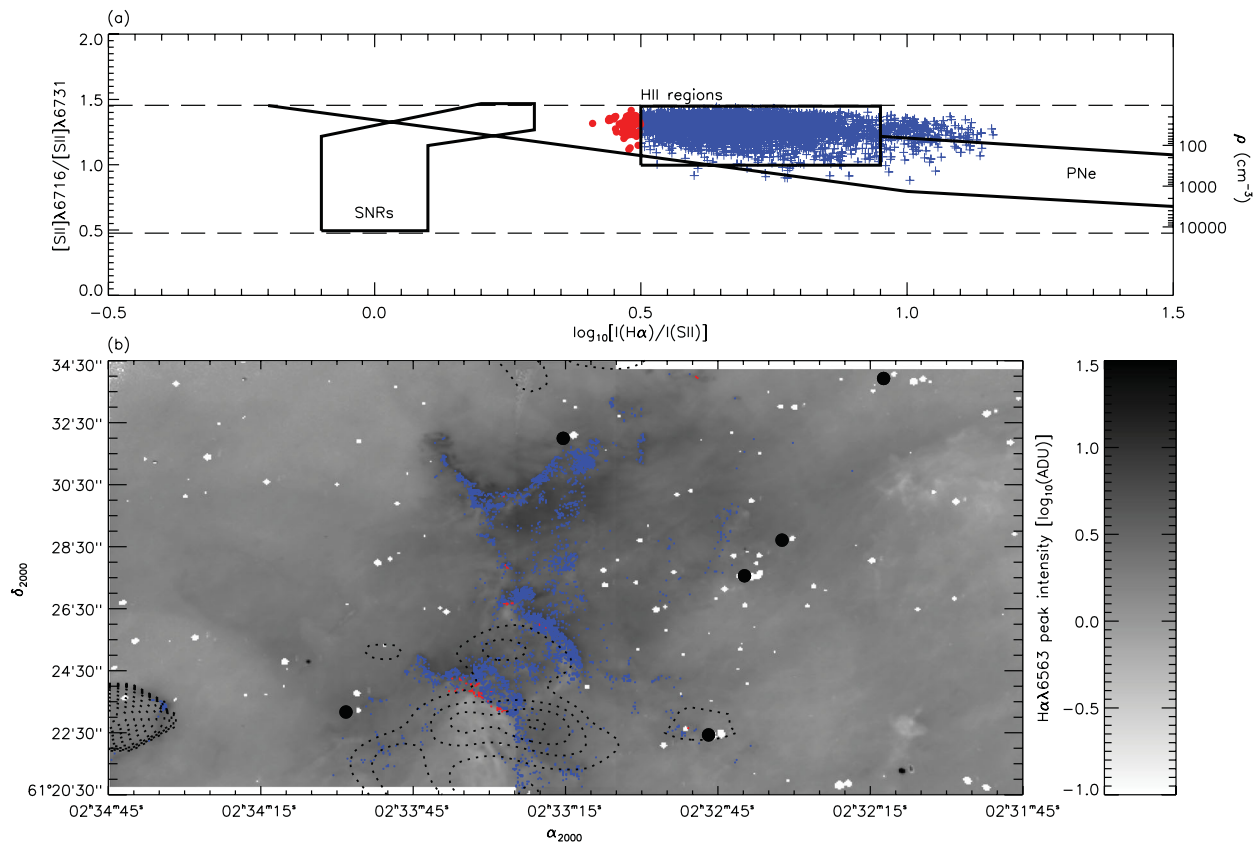 (a)
2.0
1.5
1.0
0.5
0.0
[SII]λ6716/[SII]λ6731
HII regions
SNRs
PNe
100
1000
10000
ρ (cm⁻³)
−0.5
0.0
0.5
1.0
1.5
log₁₀[I(Hα)/I(SII)]
(b)
34'30''
32'30''
30'30''
28'30''
26'30''
24'30''
22'30''
61°20'30''
δ₂₀₀₀
02ʰ34ᵐ45ˢ
02ʰ34ᵐ15ˢ
02ʰ33ᵐ45ˢ
02ʰ33ᵐ15ˢ
02ʰ32ᵐ45ˢ
02ʰ32ᵐ15ˢ
02ʰ31ᵐ45ˢ
α₂₀₀₀
Hαλ6563 peak intensity [log₁₀(ADU)]
1.5
1.0
0.5
0.0
−0.5
−1.0